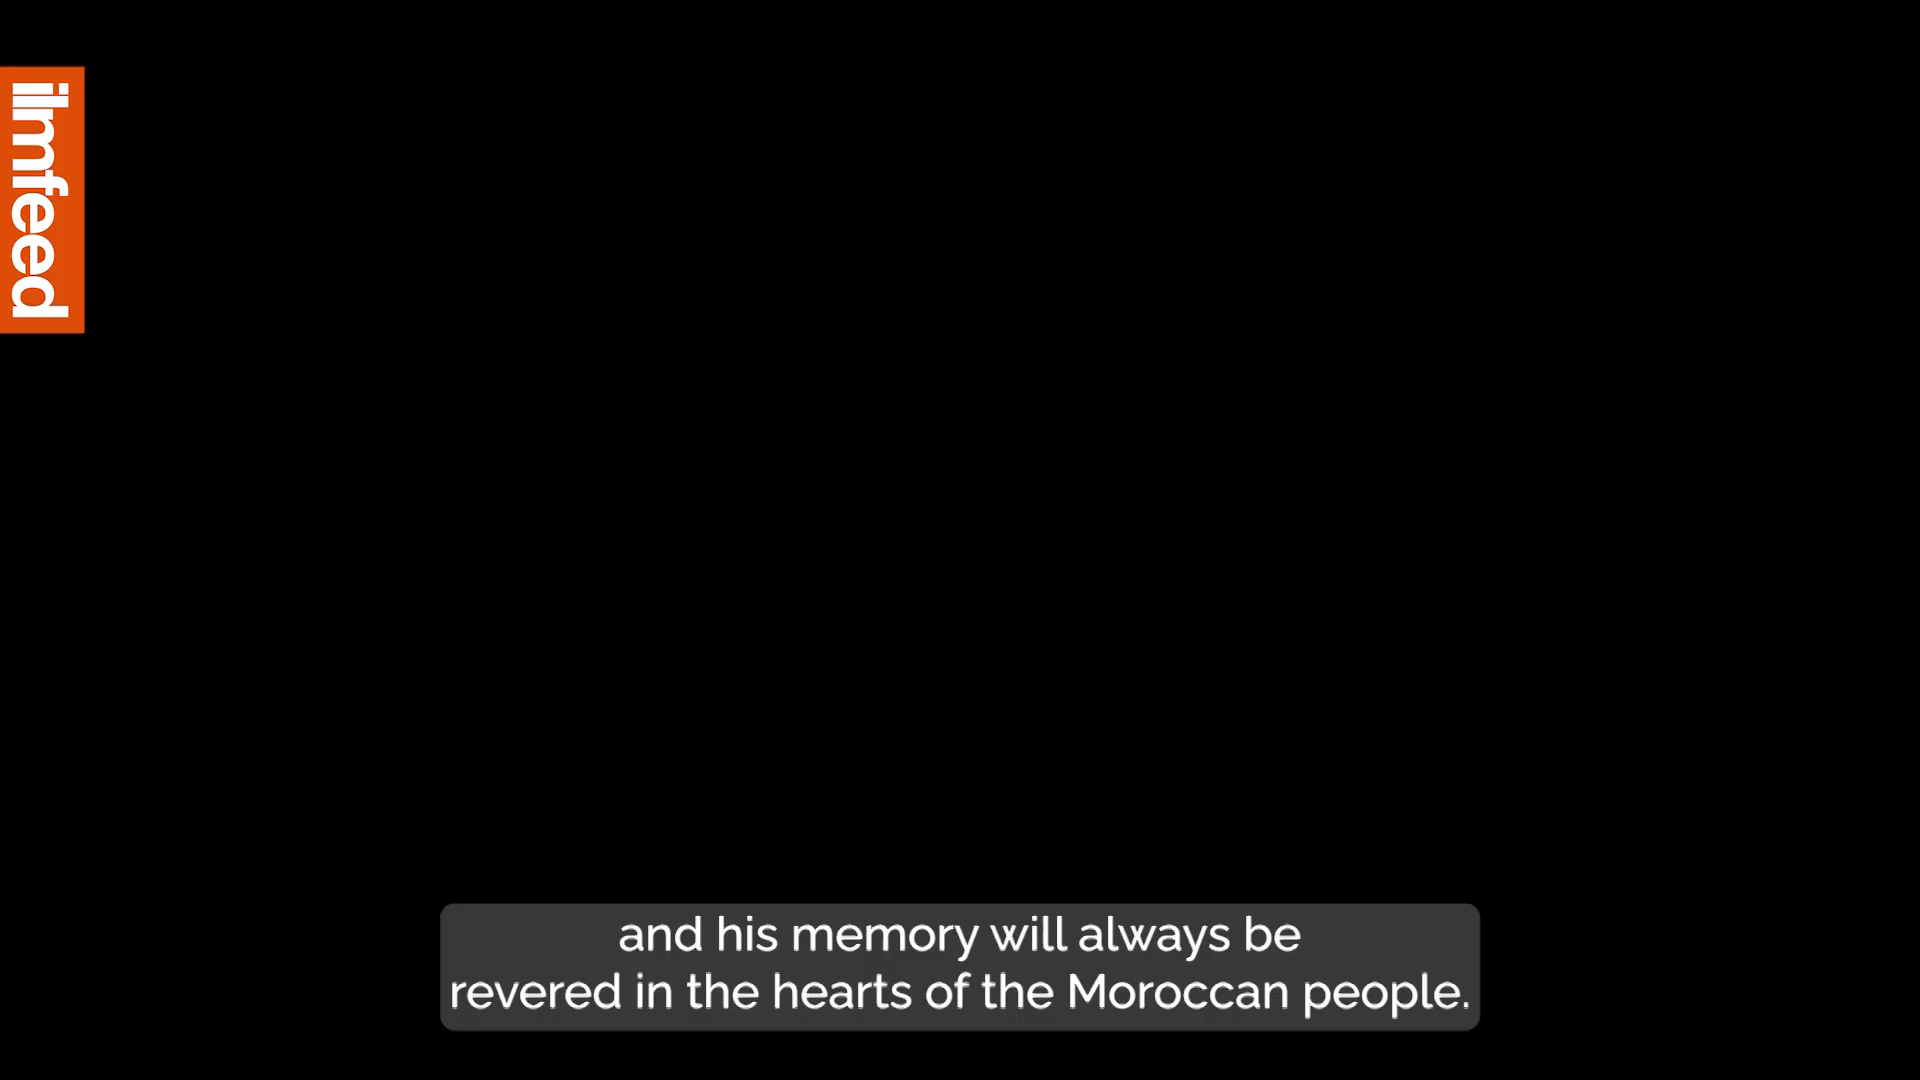 ilmfeed
and his memory will always be
revered in the hearts of the Moroccan people.